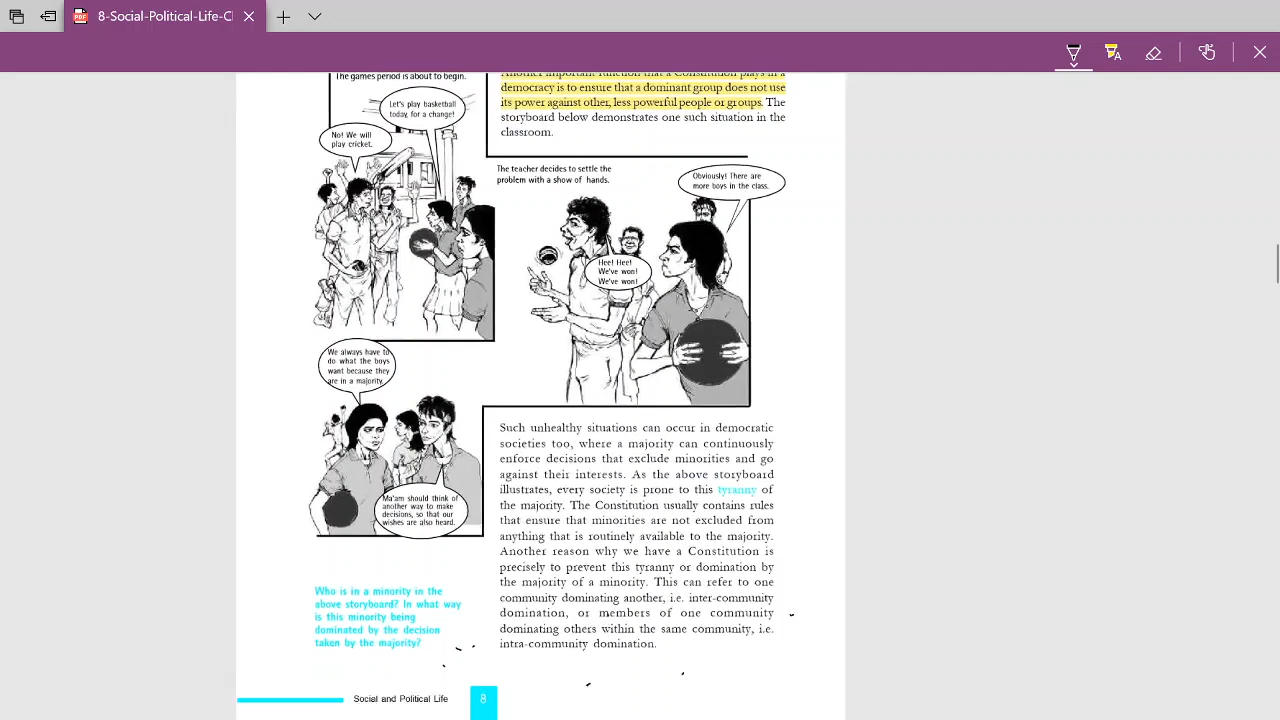 8-Social-Political-Life-C
The games period is about to begin.
Let's play basketball
today, for a change!
No! We will
play cricket.
Another important function that a Constitution plays in a
democracy is to ensure that a dominant group does not use
its power against other, less powerful people or groups. The
storyboard below demonstrates one such situation in the
classroom.
The teacher decides to settle the
problem with a show of hands.
Obviously! There are
more boys in the class.
Hee! Hee!
We've won!
We've won!
We always have to
do what the boys
want because they
are in a majority.
Ma'am should think of
another way to make
decisions, so that our
wishes are also heard.
Such unhealthy situations can occur in democratic
societies too, where a majority can continuously
enforce decisions that exclude minorities and go
against their interests. As the above storyboard
illustrates, every society is prone to this tyranny of
the majority. The Constitution usually contains rules
that ensure that minorities are not excluded from
anything that is routinely available to the majority.
Another reason why we have a Constitution is
precisely to prevent this tyranny or domination by
the majority of a minority. This can refer to one
community dominating another, i.e. inter-community
domination, or members of one community
dominating others within the same community, i.e.
intra-community domination.
Who is in a minority in the
above storyboard? In what way
is this minority being
dominated by the decision
taken by the majority?
Social and Political Life
8